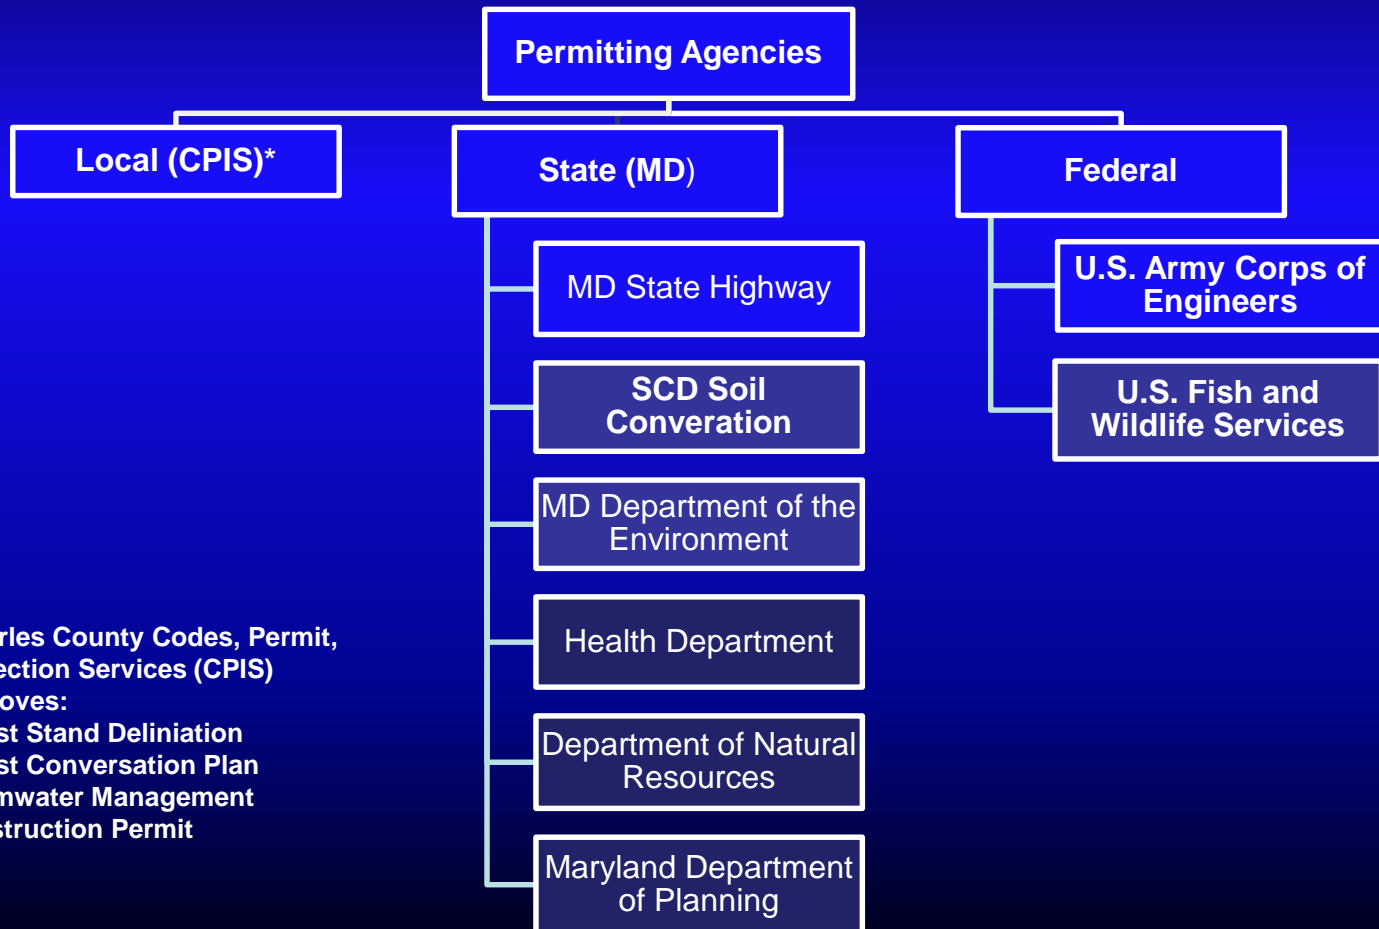 Permitting Agencies
Local (CPIS)*
State (MD)
Federal
MD State Highway
SCD Soil
Converation
MD Department of the
Environment
Health Department
Department of Natural
Resources
Maryland Department
of Planning
U.S. Army Corps of
Engineers
U.S. Fish and
Wildlife Services
rles County Codes, Permit,
ection Services (CPIS)
oves:
st Stand Deliniation
st Conversation Plan
mwater Management
struction Permit